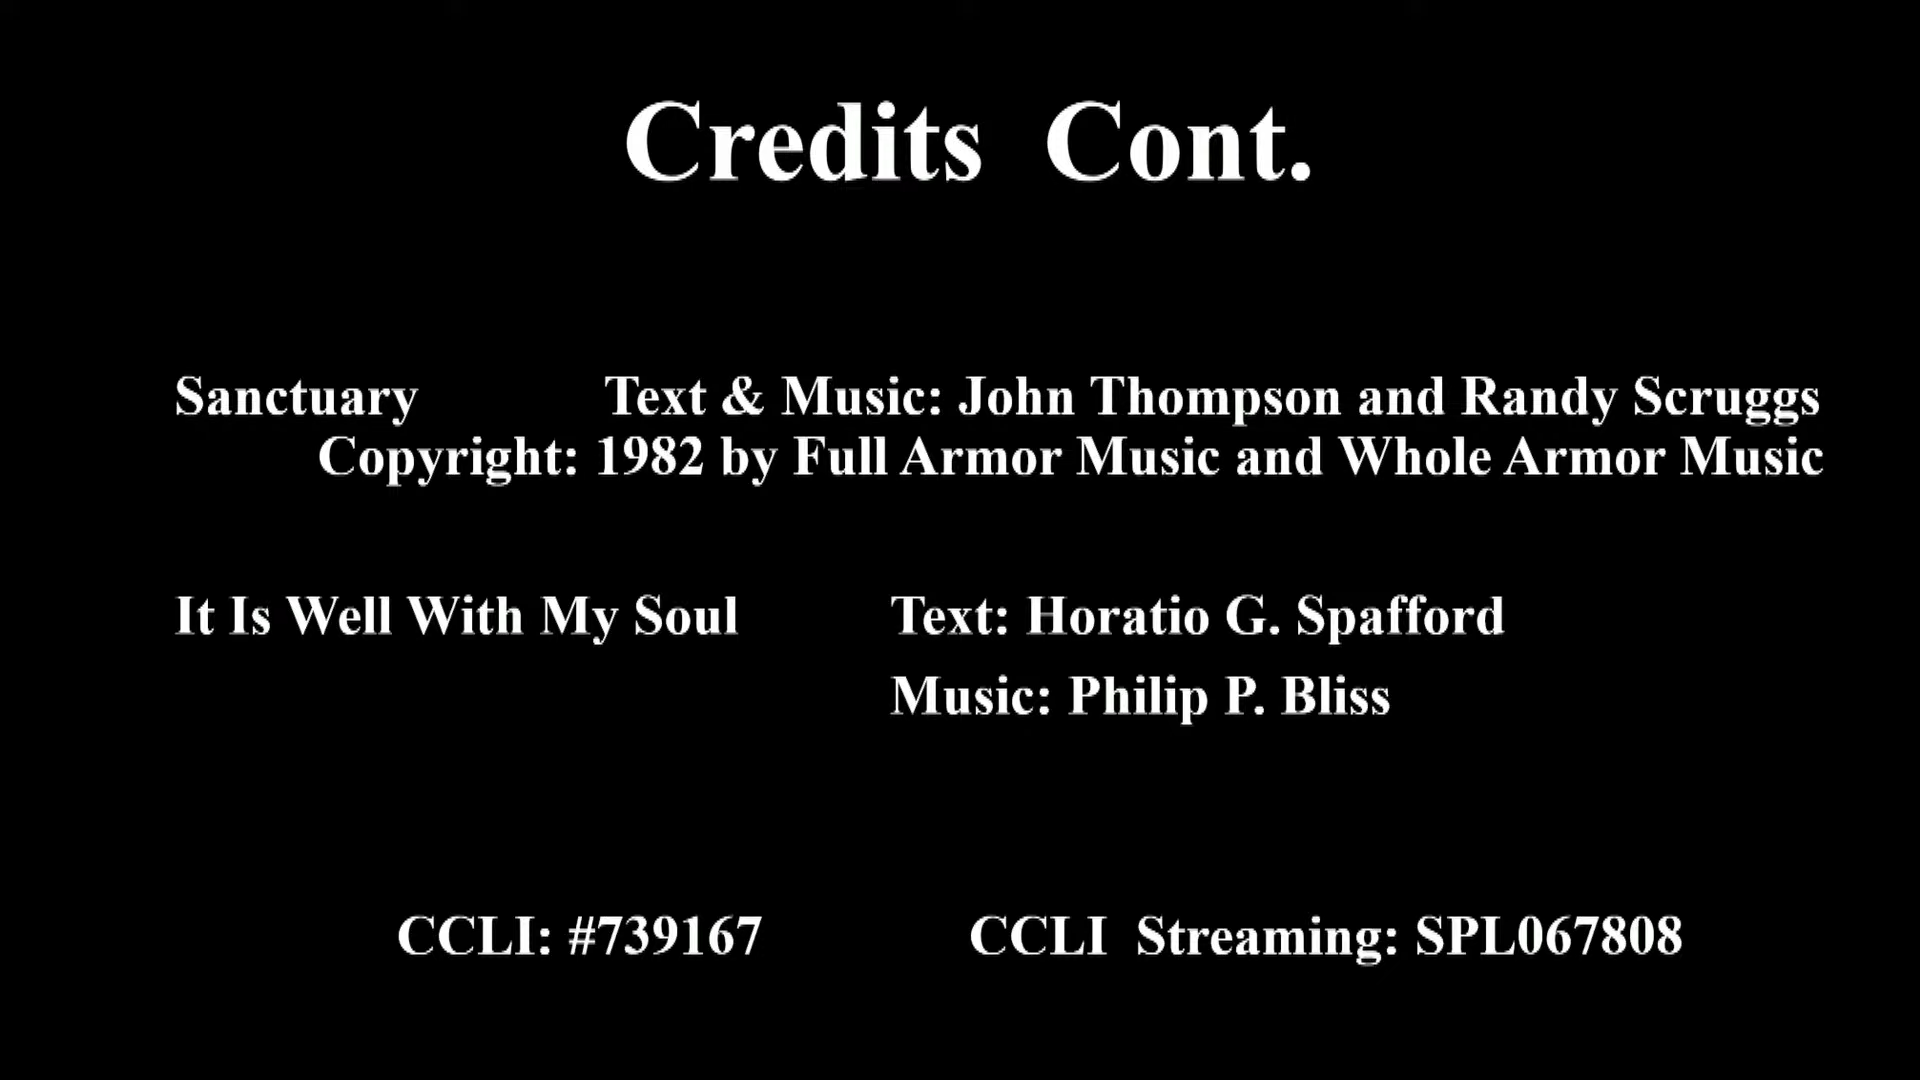 Credits Cont.
Sanctuary Text & Music: John Thompson and Randy Scruggs
Copyright: 1982 by Full Armor Music and Whole Armor Music
It Is Well With My Soul Text: Horatio G. Spafford
Music: Philip P. Bliss
CCLI: #739167 CCLI Streaming: SPL067808